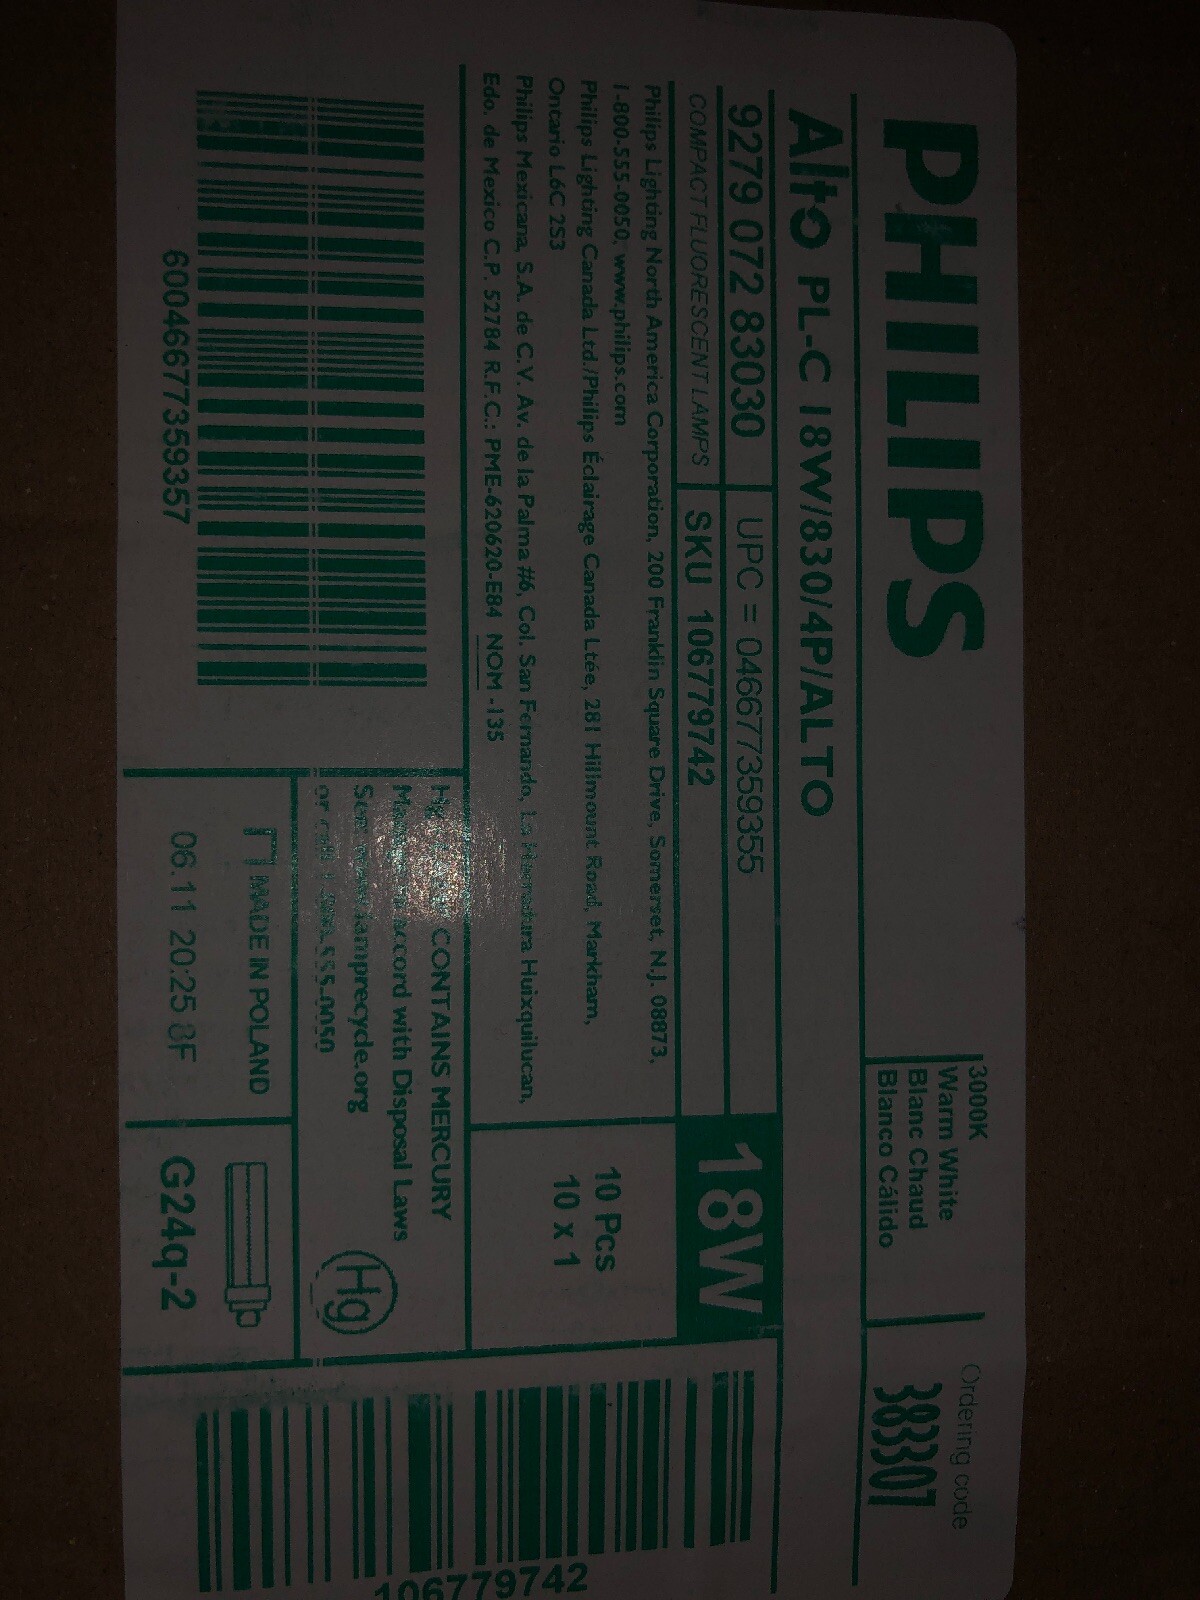 PHILIPS
3000K
Warm White
Blanc Chaud
Blanco Cálido
Ordering code
383307
Alto PL-C 18W/830/4P/ALTO
9279 072 83030
UPC = 046677359355
COMPACT FLUORESCENT LAMPS
SKU 106779742
18W
Philips Lighting North America Corporation, 200 Franklin Square Drive, Somerset, N.J. 08873,
1-800-555-0050, www.philips.com
Philips Lighting Canada Ltd./Philips Éclairage Canada Ltée, 281 Hillmount Road, Markham,
Ontario L6C 2S3
Philips Mexicana, S.A. de C.V. Av. de la Palma #6, Col. San Fernando, La Huixquilucan,
Edo. de Mexico C.P. 52784 R.F.C.: PME-620620-E84 NOM -135
10 Pcs
10 x 1
60046677359357
Hg CONTAINS MERCURY
accord with Disposal Laws
lamprecycle.org
or 555-0050
Hg
MADE IN POLAND
06.11 20:25 8F
G24q-2
106779742